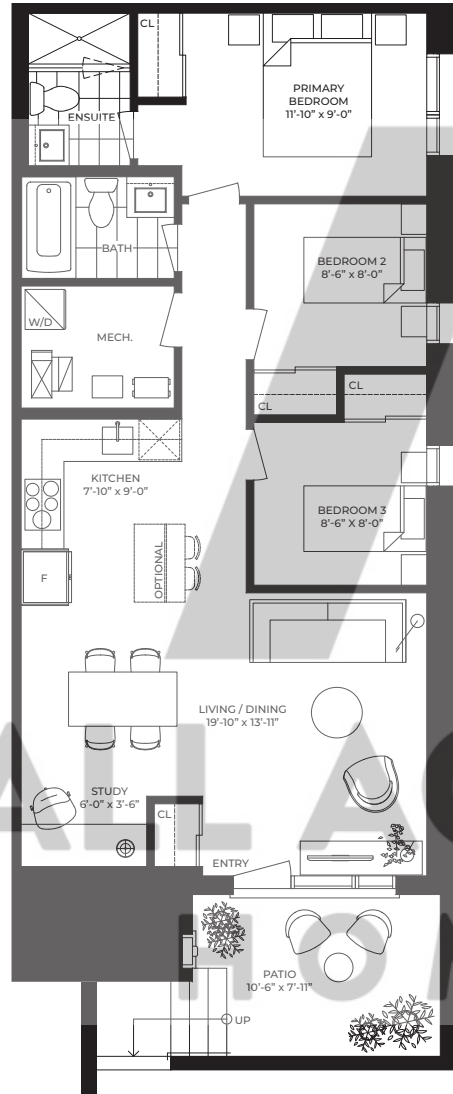 CL
ENSUITE
PRIMARY
BEDROOM
11'-10" x 9'-0"
BATH
BEDROOM 2
8'-6" x 8'-0"
W/D
MECH.
CL
CL
KITCHEN
7'-10" x 9'-0"
BEDROOM 3
8'-6" X 8'-0"
OPTIONAL
F
LIVING / DINING
19'-10" x 13'-11"
STUDY
6'-0" x 3'-6"
CL
ENTRY
PATIO
10'-6" x 7'-11"
UP